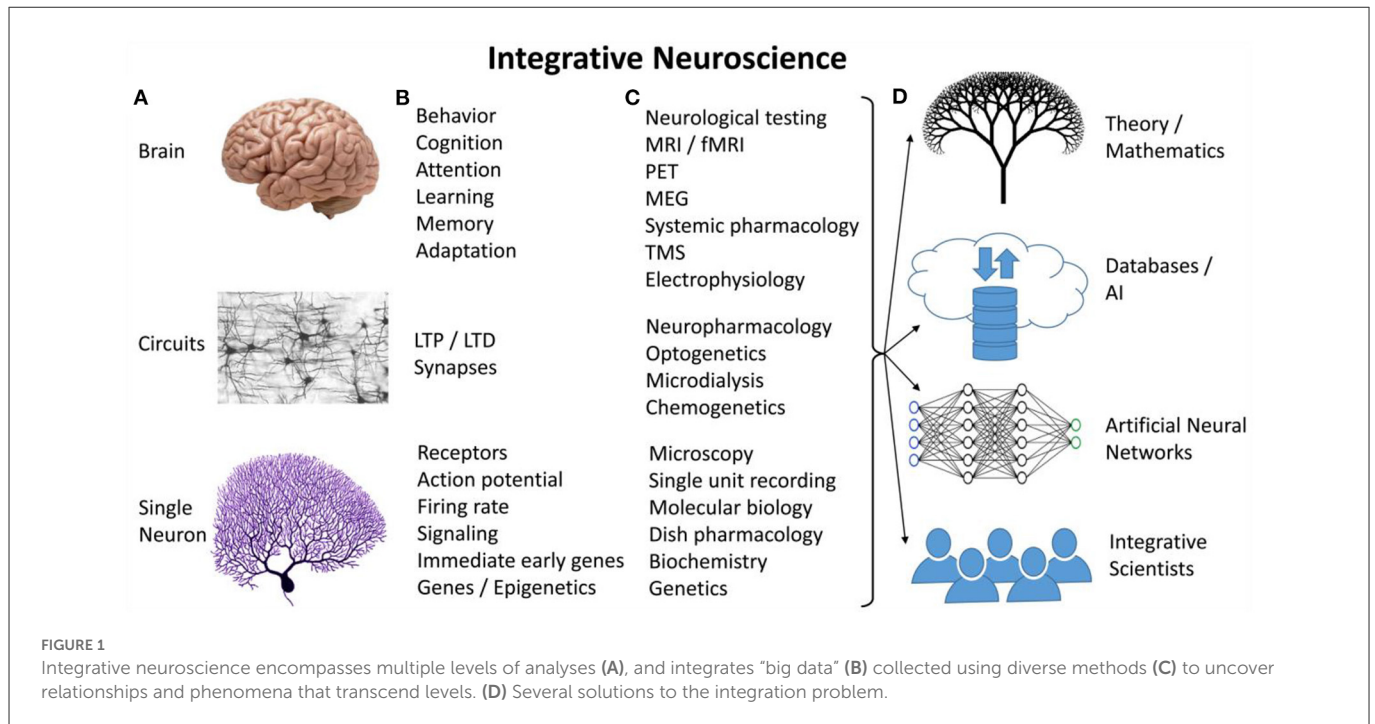 Integrative Neuroscience
A
Brain
Circuits
Single
Neuron
B
Behavior
Cognition
Attention
Learning
Memory
Adaptation
LTP / LTD
Synapses
Receptors
Action potential
Firing rate
Signaling
Immediate early genes
Genes / Epigenetics
C
Neurological testing
MRI / fMRI
PET
MEG
Systemic pharmacology
TMS
Electrophysiology
Neuropharmacology
Optogenetics
Microdialysis
Chemogenetics
Microscopy
Single unit recording
Molecular biology
Dish pharmacology
Biochemistry
Genetics
D
Theory /
Mathematics
Databases /
AI
Artificial Neural
Networks
Integrative
Scientists
FIGURE 1
Integrative neuroscience encompasses multiple levels of analyses (A), and integrates “big data” (B) collected using diverse methods (C) to uncover
relationships and phenomena that transcend levels. (D) Several solutions to the integration problem.